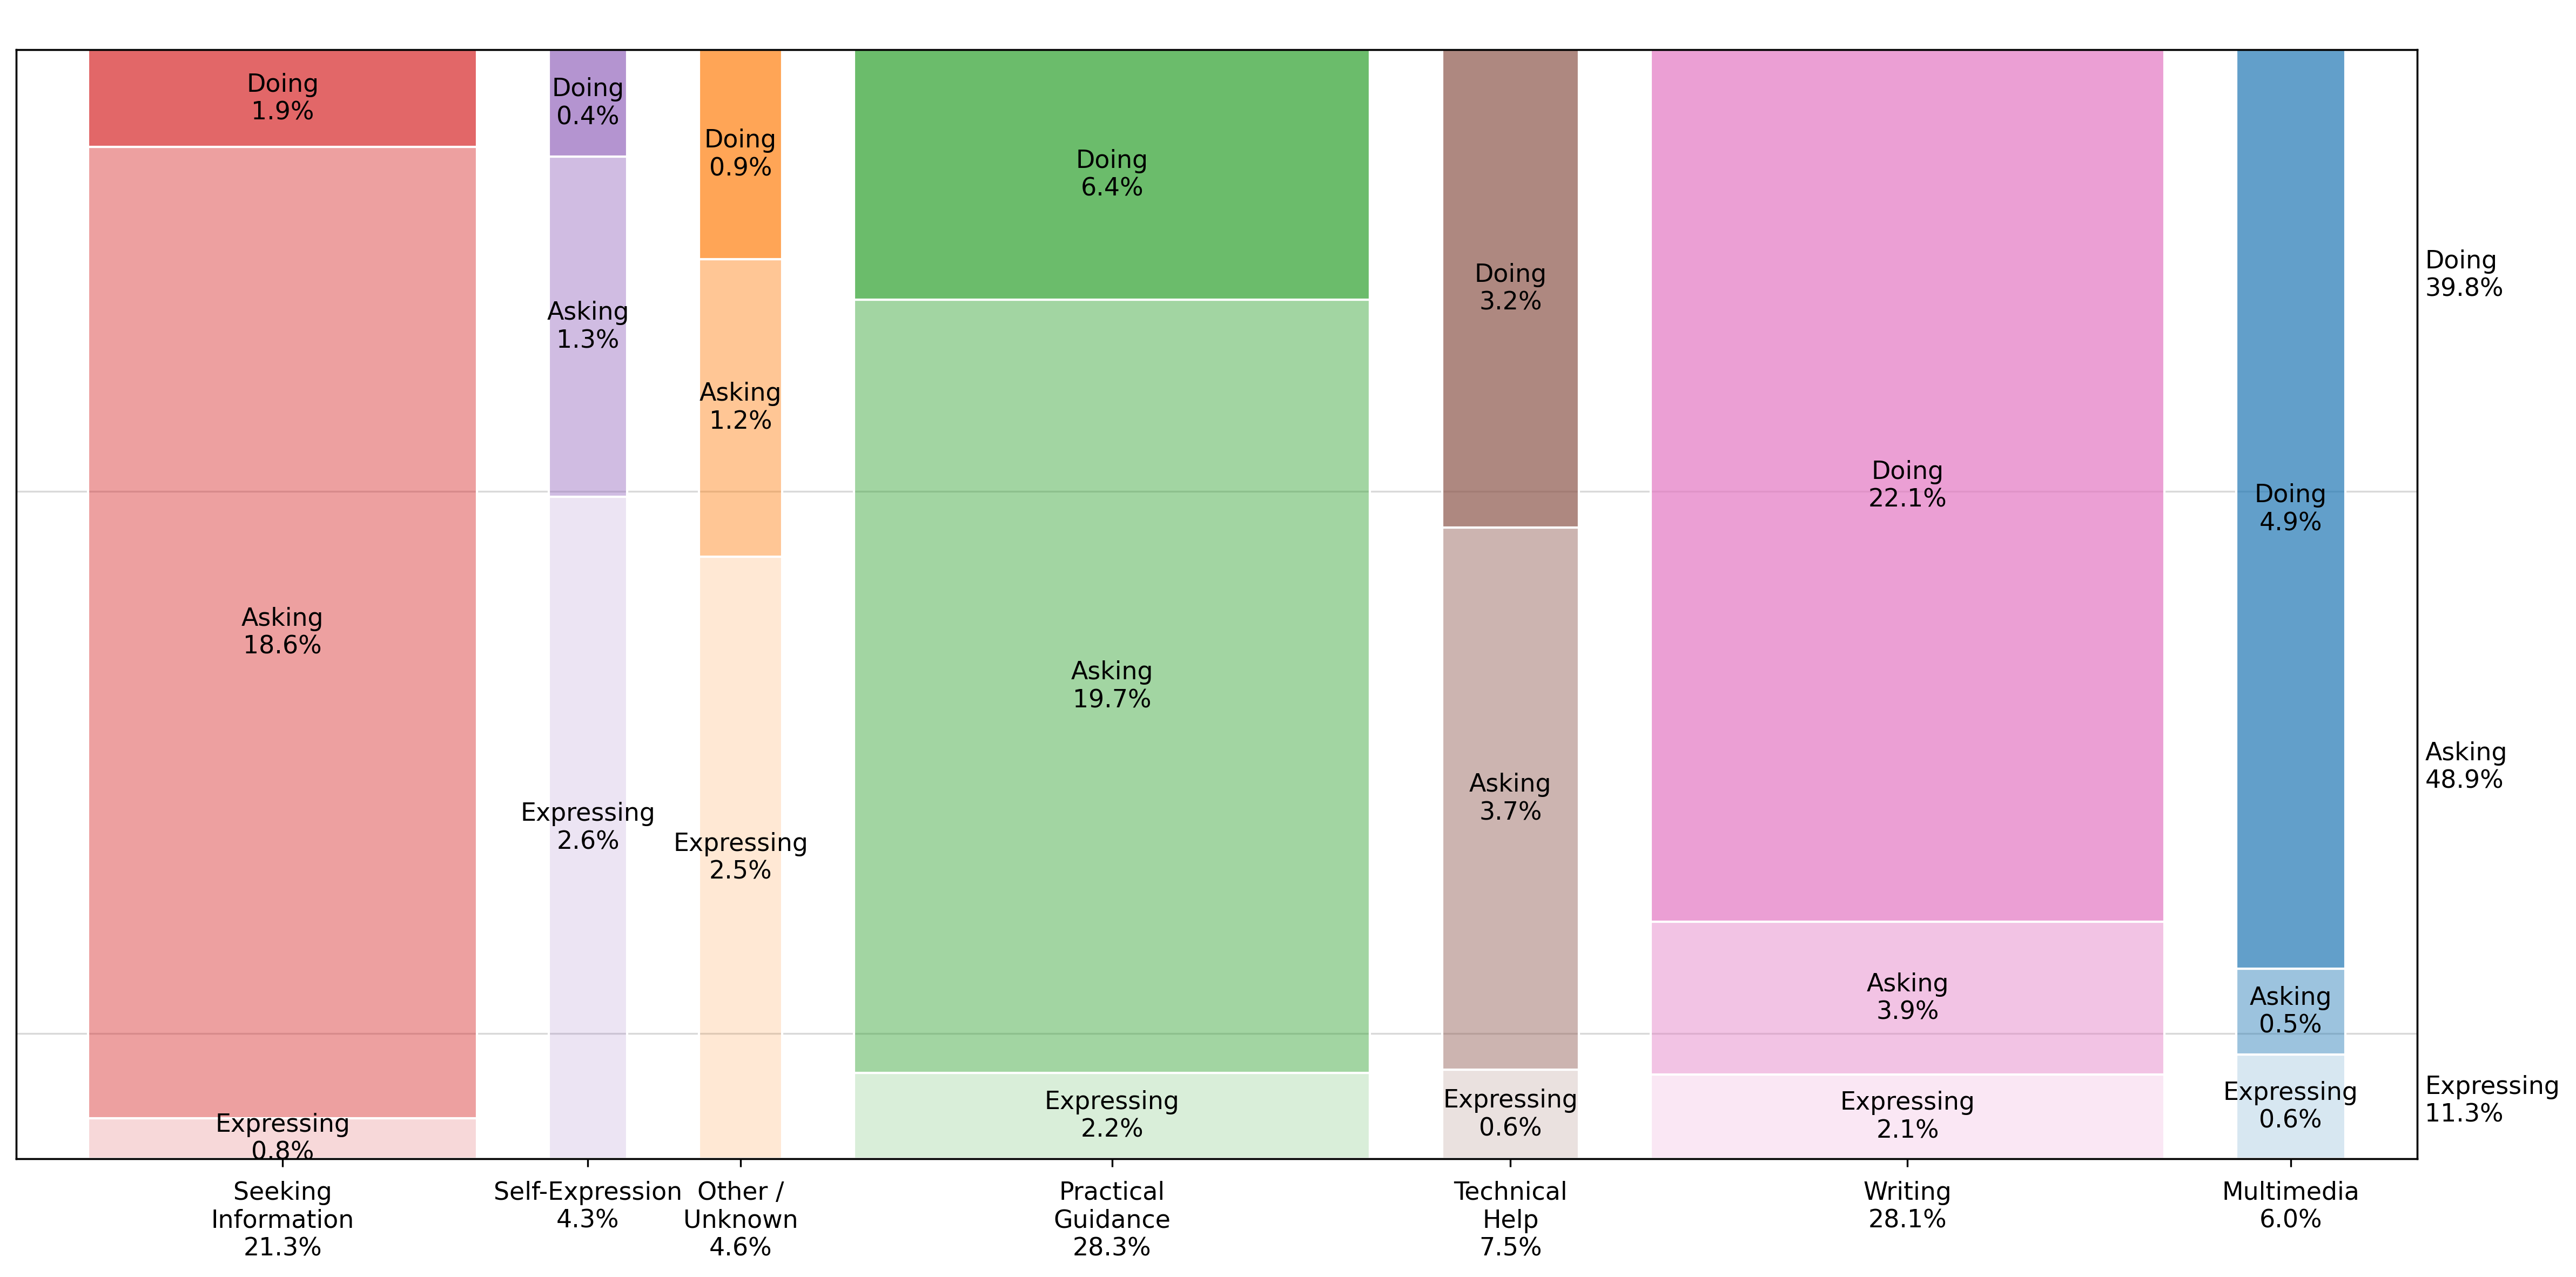 Doing
1.9%
Asking
18.6%
Expressing
0.8%
Doing
0.4%
Asking
1.3%
Expressing
2.6%
Doing
0.9%
Asking
1.2%
Expressing
2.5%
Doing
6.4%
Asking
19.7%
Expressing
2.2%
Doing
3.2%
Asking
3.7%
Expressing
0.6%
Doing
22.1%
Asking
3.9%
Expressing
2.1%
Doing
4.9%
Asking
0.5%
Expressing
0.6%
Doing
39.8%
Asking
48.9%
Expressing
11.3%
Seeking
Information
21.3%
Self-Expression
4.3%
Other /
Unknown
4.6%
Practical
Guidance
28.3%
Technical
Help
7.5%
Writing
28.1%
Multimedia
6.0%